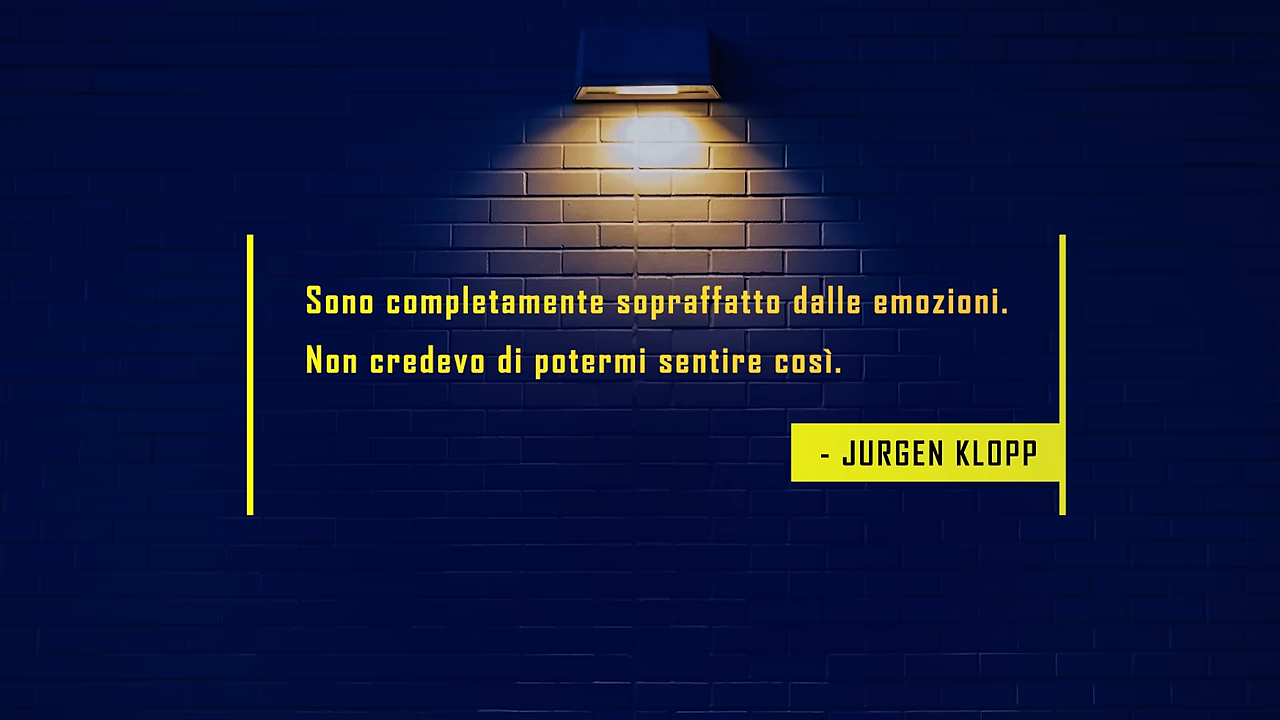 Sono completamente sopraffatto dalle emozioni.
Non credevo di potermi sentire così.
- JURGEN KLOPP